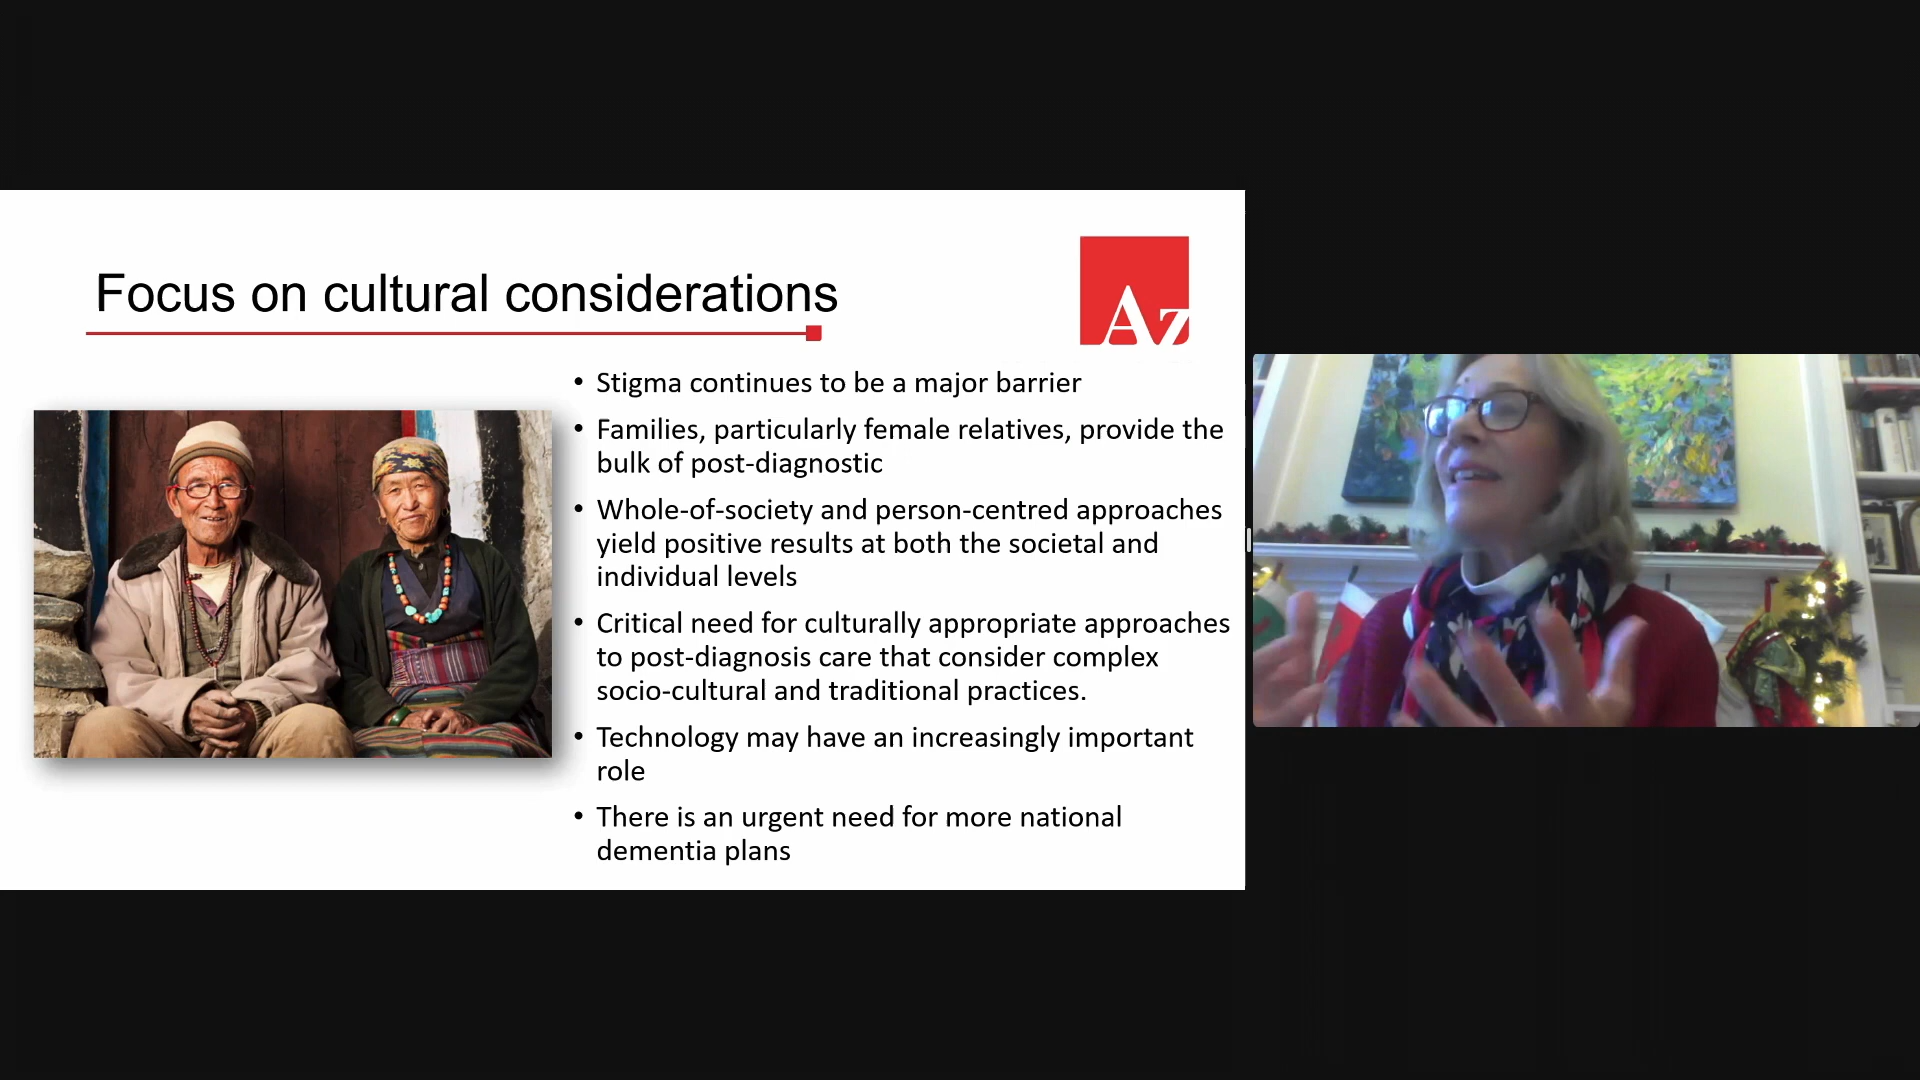 Focus on cultural considerations
Az
• Stigma continues to be a major barrier
• Families, particularly female relatives, provide the
bulk of post-diagnostic
• Whole-of-society and person-centred approaches
yield positive results at both the societal and
individual levels
• Critical need for culturally appropriate approaches
to post-diagnosis care that consider complex
socio-cultural and traditional practices.
• Technology may have an increasingly important
role
• There is an urgent need for more national
dementia plans